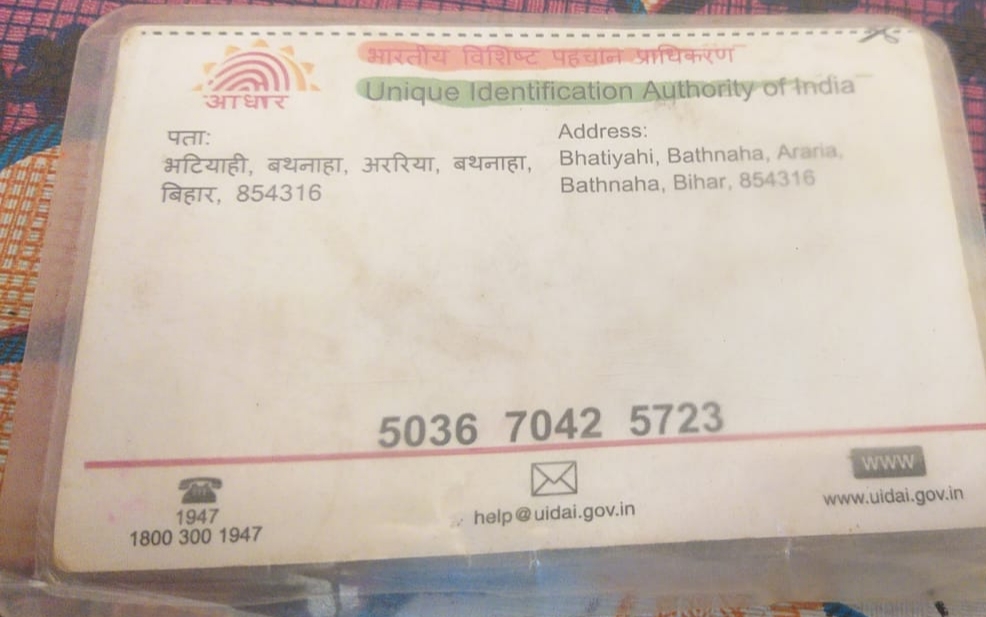 भारतीय विशिष्ट पहचान प्राधिकरण
आधार
Unique Identification Authority of India
पता:
भटियाही, बथनाहा, अररिया, बथनाहा,
बिहार, 854316
Address:
Bhatiyahi, Bathnaha, Araria,
Bathnaha, Bihar, 854316
5036 7042 5723
1947
1800 300 1947
help@uidai.gov.in
WWW
www.uidai.gov.in